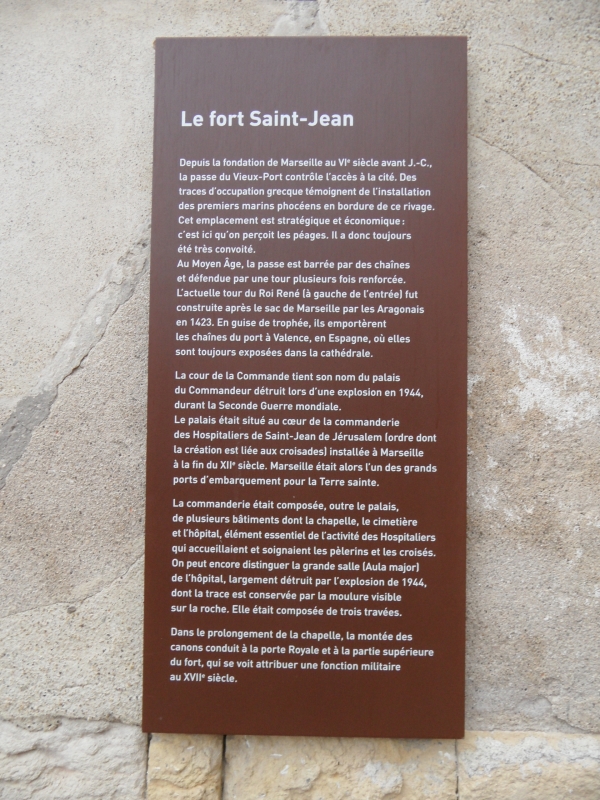 Le fort Saint-Jean
Depuis la fondation de Marseille au VIᵉ siècle avant J.-C.,
la passe du Vieux-Port contrôle l'accès à la cité. Des
traces d'occupation grecque témoignent de l'installation
des premiers marins phocéens en bordure de ce rivage.
Cet emplacement est stratégique et économique :
c'est ici qu'on perçoit les péages. Il a donc toujours
été très convoité.
Au Moyen Âge, la passe est barrée par des chaînes
et défendue par une tour plusieurs fois renforcée.
L'actuelle tour du Roi René (à gauche de l'entrée) fut
construite après le sac de Marseille par les Aragonais
en 1423. En guise de trophée, ils emportèrent
les chaînes du port à Valence, en Espagne, où elles
sont toujours exposées dans la cathédrale.
La cour de la Commande tient son nom du palais
du Commandeur détruit lors d'une explosion en 1944,
durant la Seconde Guerre mondiale.
Le palais était situé au cœur de la commanderie
des Hospitaliers de Saint-Jean de Jérusalem (ordre dont
la création est liée aux croisades) installée à Marseille
à la fin du XIIᵉ siècle. Marseille était alors l'un des grands
ports d'embarquement pour la Terre sainte.
La commanderie était composée, outre le palais,
de plusieurs bâtiments dont la chapelle, le cimetière
et l'hôpital, élément essentiel de l'activité des Hospitaliers
qui accueillaient et soignaient les pèlerins et les croisés.
On peut encore distinguer la grande salle (Aula major)
de l'hôpital, largement détruit par l'explosion de 1944,
dont la trace est conservée par la moulure visible
sur la roche. Elle était composée de trois travées.
Dans le prolongement de la chapelle, la montée des
canons conduit à la porte Royale et à la partie supérieure
du fort, qui se voit attribuer une fonction militaire
au XVIIᵉ siècle.